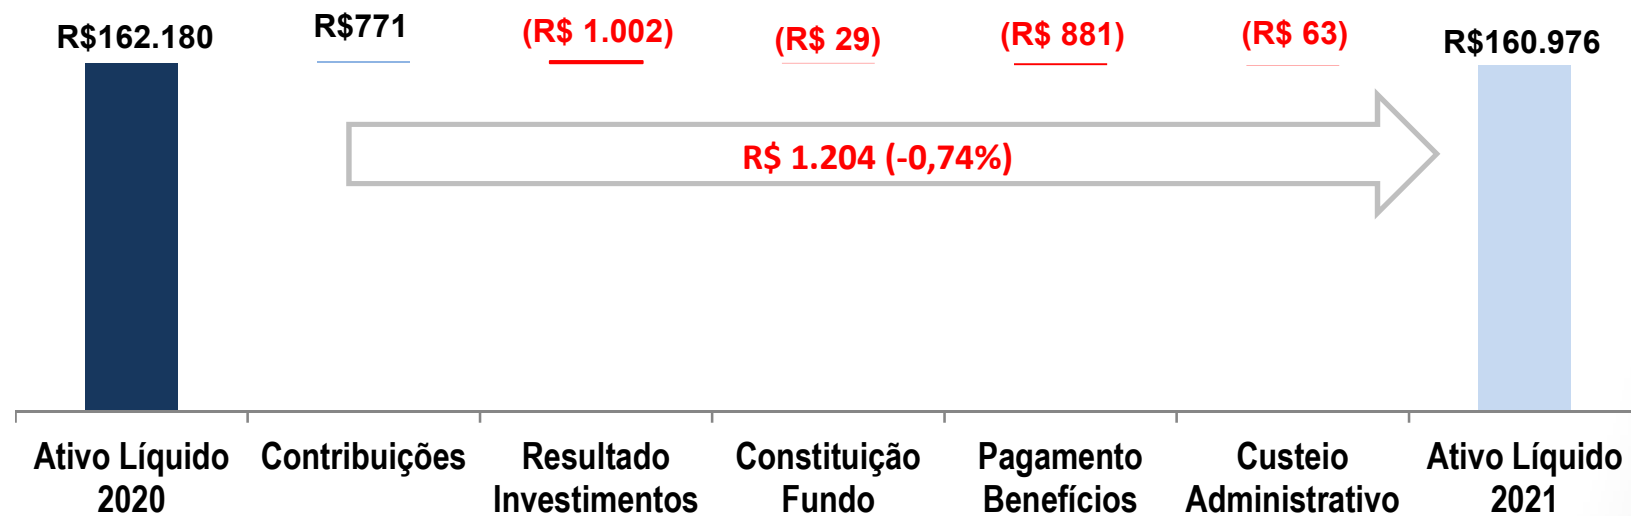 R$162.180
R$771
(R$ 1.002)
(R$ 29)
(R$ 881)
(R$ 63)
R$160.976
R$ 1.204 (-0,74%)
Ativo Líquido
2020
Contribuições
Resultado
Investimentos
Constituição
Fundo
Pagamento
Benefícios
Custeio
Administrativo
Ativo Líquido
2021